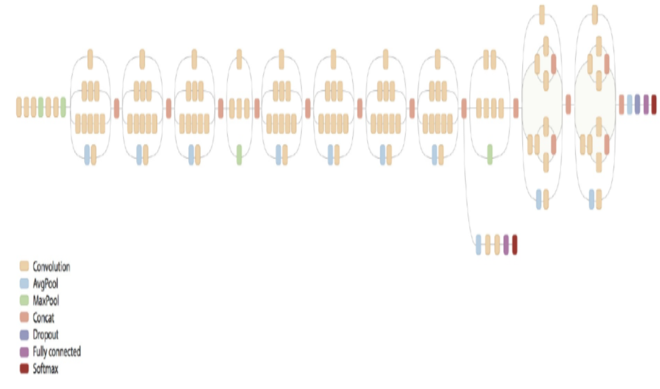 Convolution
AvgPool
MaxPool
Concat
Dropout
Fully connected
Softmax